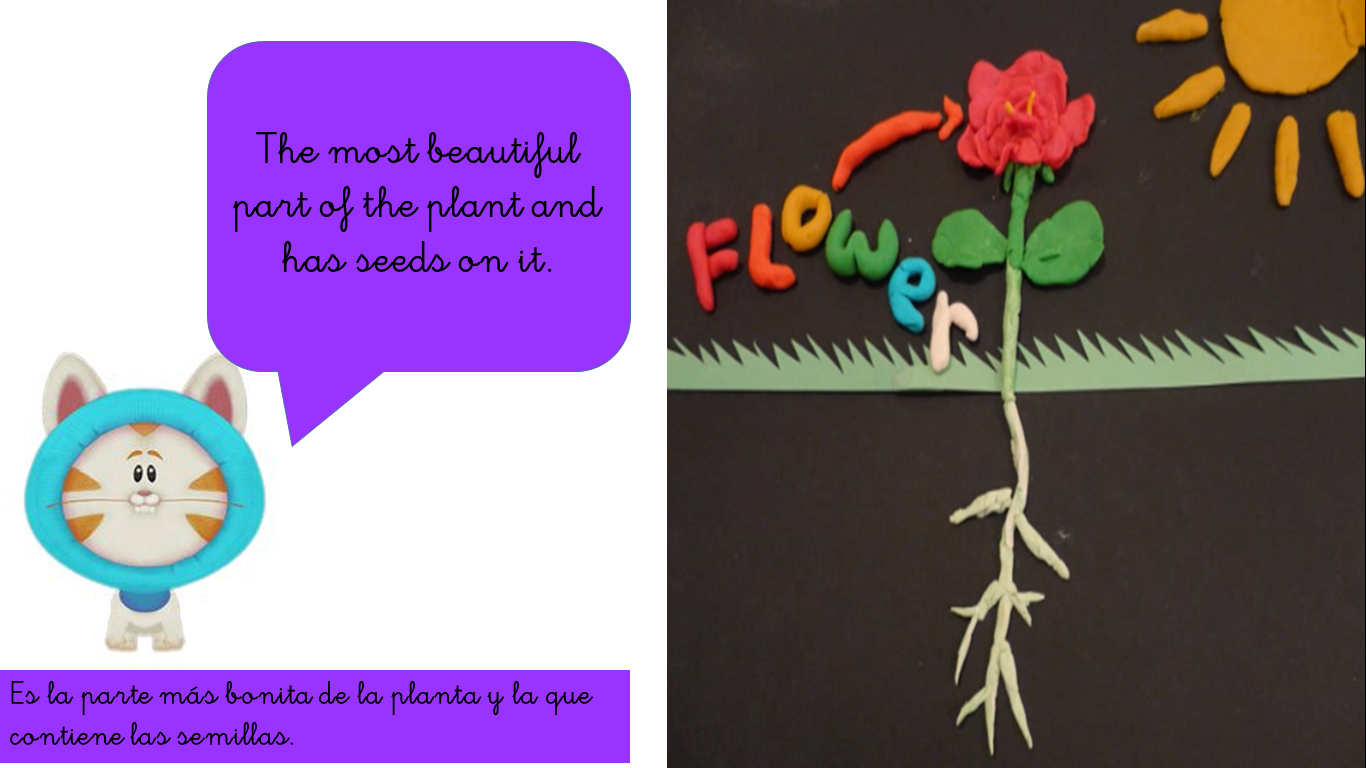 The most beautiful
part of the plant and
has seeds on it.
FLOwer
Es la parte más bonita de la planta y la que
contiene las semillas.